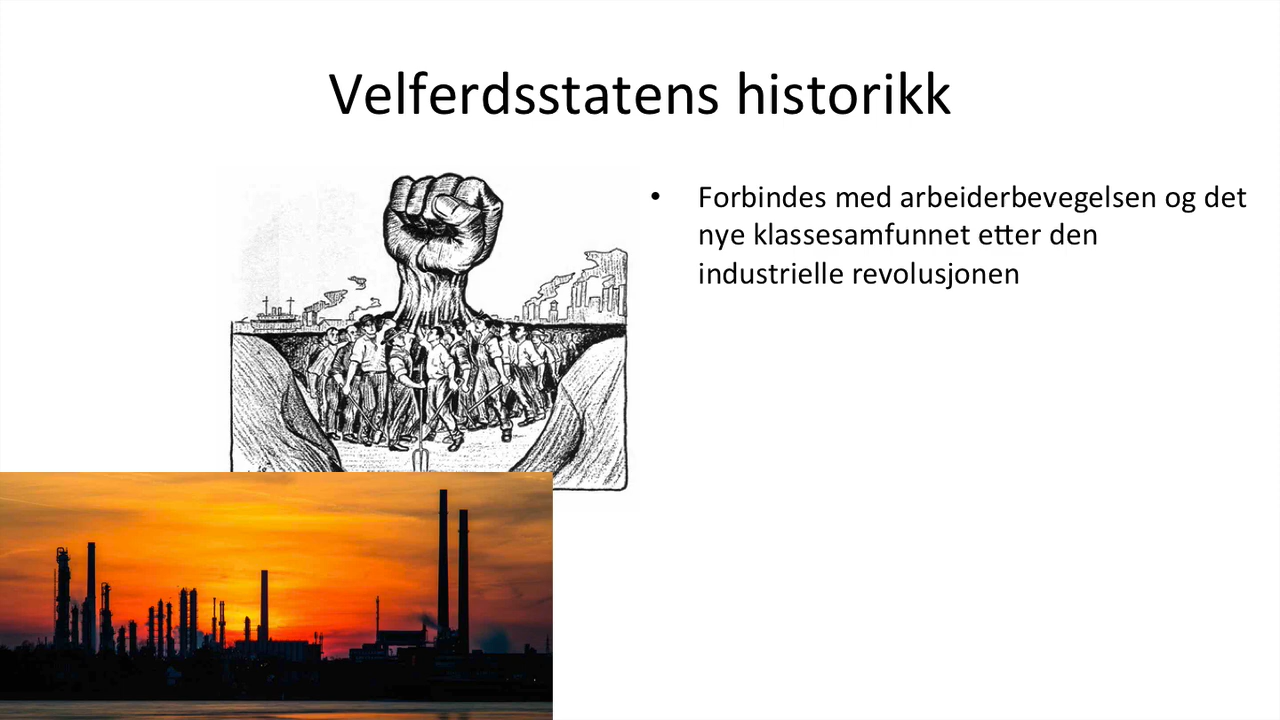 Velferdsstatens historikk
• Forbindes med arbeiderbevegelsen og det
nye klassesamfunnet etter den
industrielle revolusjonen